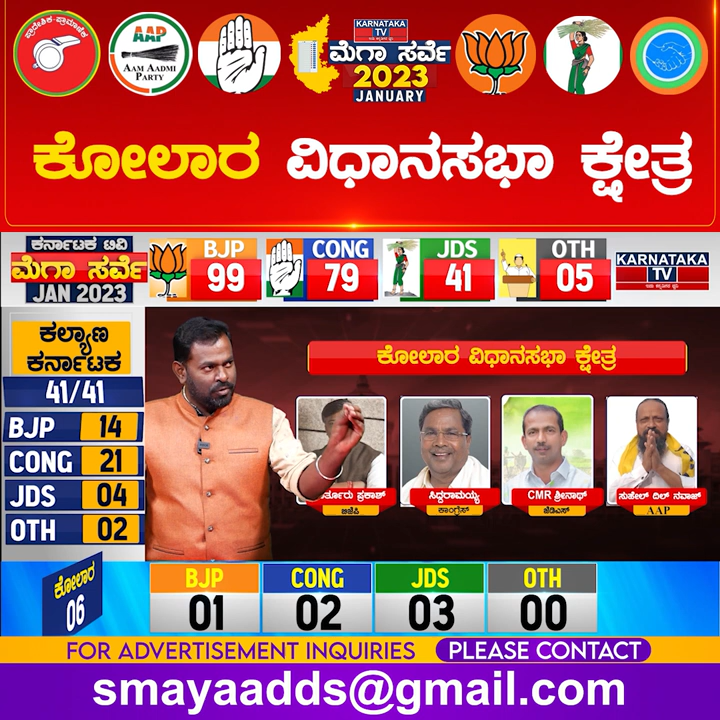 ಪ್ರಾದೇಶಿಕ-ಪ್ರಾಮಾಣಿಕ
AAP
AAM AADMI
PARTY
KARNATAKA
TV
ಮೆಗಾ ಸರ್ವೆ
2023
JANUARY
ಕೋಲಾರ ವಿಧಾನಸಭಾ ಕ್ಷೇತ್ರ
ಕರ್ನಾಟಕ ಟಿವಿ
ಮೆಗಾ ಸರ್ವೆ
JAN 2023
BJP
99
CONG
79
JDS
41
OTH
05
KARNATAKA
TV
ಕಲ್ಯಾಣ
ಕರ್ನಾಟಕ
41/41
BJP 14
CONG 21
JDS 04
OTH 02
ಕೋಲಾರ ವಿಧಾನಸಭಾ ಕ್ಷೇತ್ರ
ರ್ತೂರು ಪ್ರಕಾಶ್
ಬಿಜೆಪಿ
ಸಿದ್ದರಾಮಯ್ಯ
ಕಾಂಗ್ರೆಸ್
CMR ಶ್ರೀನಾಥ್
ಜೆಡಿಎಸ್
ಸುಹೇಲ್ ದಿಲ್ ನವಾಜ್
AAP
ಕೋಲಾರ
06
BJP
01
CONG
02
JDS
03
OTH
00
FOR ADVERTISEMENT INQUIRIES PLEASE CONTACT
smayaadds@gmail.com